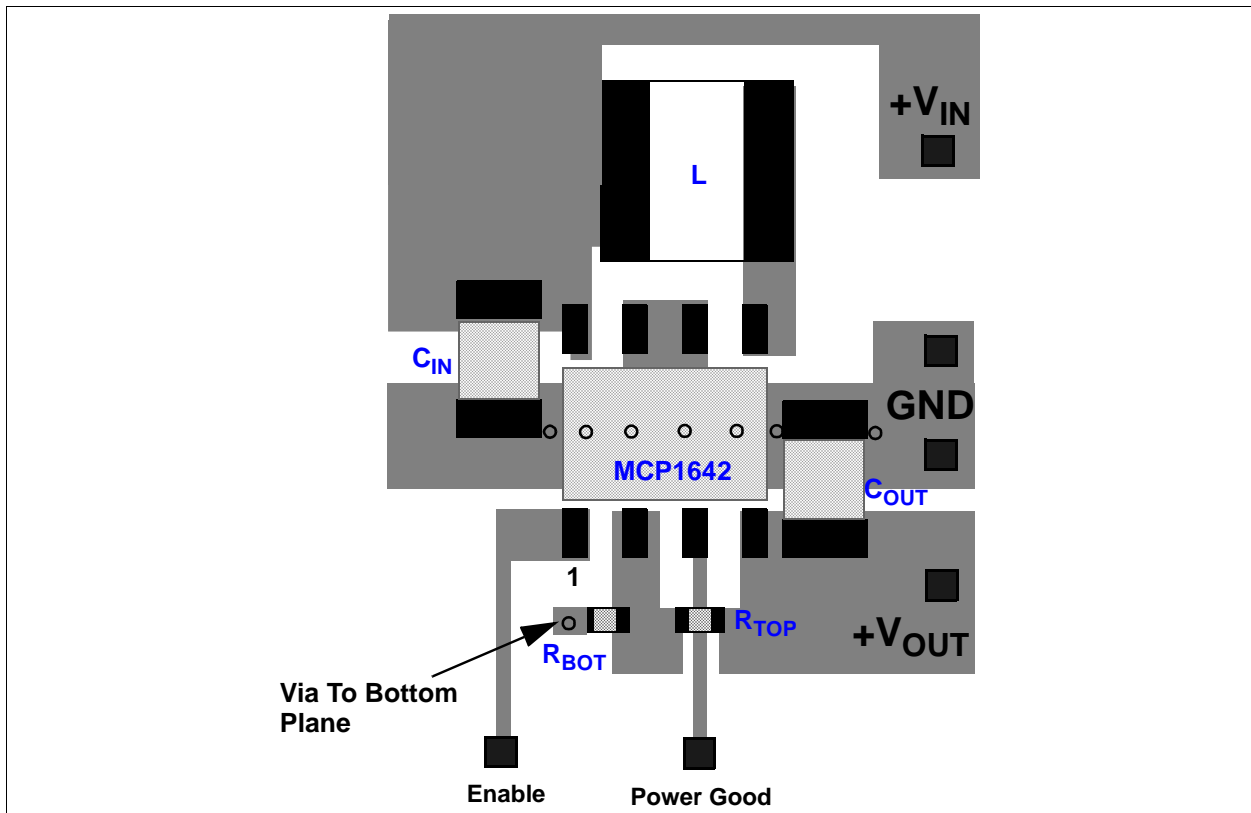 +VIN
L
CIN
GND
MCP1642
COUT
1
RTOP
+VOUT
RBOT
Via To Bottom
Plane
Enable
Power Good